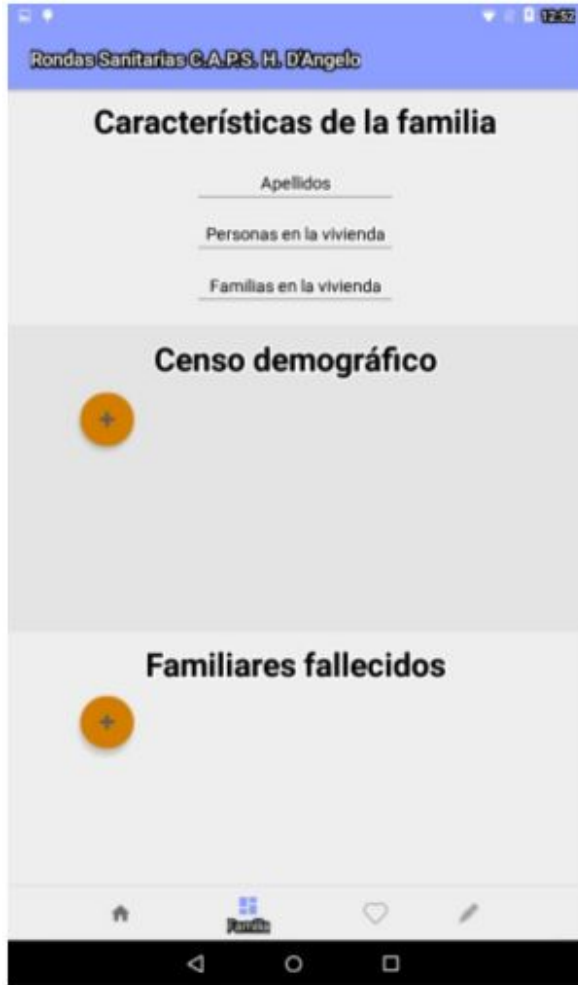 12:52
Rondas Sanitarias C.A.P.S. H. D'Angelo
Características de la familia
Apellidos
Personas en la vivienda
Familias en la vivienda
Censo demográfico
+
Familiares fallecidos
+
Familia